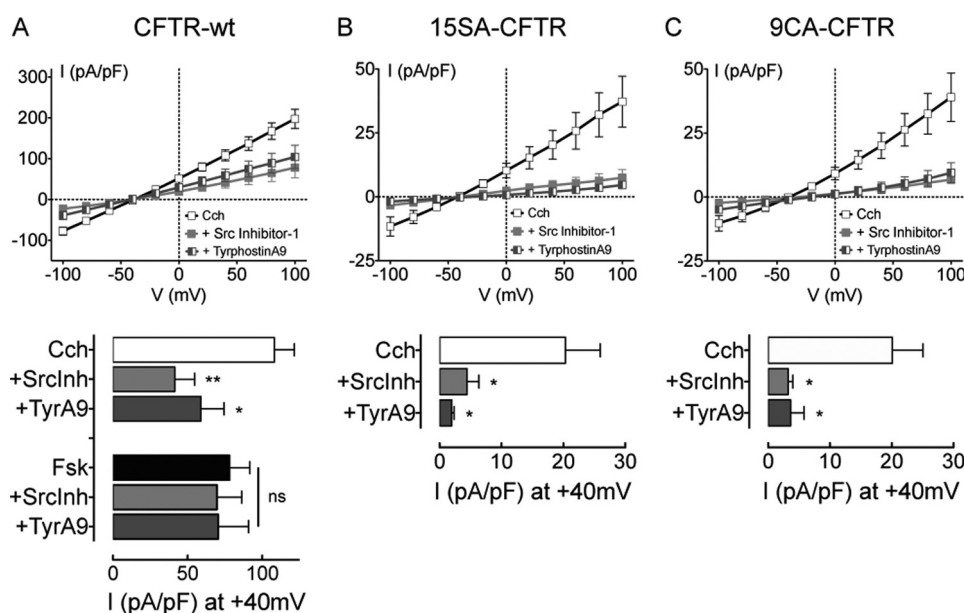 A
CFTR-wt
I (pA/pF)
300
200
100
0
-100
Cch
+ Src Inhibitor-1
+ TyrphostinA9
-100
-50
0
50
100
V (mV)
Cch
+SrcInh
**
+TyrA9
*
Fsk
+SrcInh
ns
+TyrA9
0
50
100
I (pA/pF) at +40mV
B
15SA-CFTR
I (pA/pF)
50
25
0
-25
Cch
+ Src Inhibitor-1
+ TyrphostinA9
-100
-50
0
50
100
V (mV)
Cch
+SrcInh
*
+TyrA9
*
0
10
20
30
I (pA/pF) at +40mV
C
9CA-CFTR
I (pA/pF)
50
25
0
-25
Cch
+ Src Inhibitor-1
+ TyrphostinA9
-100
-50
0
50
100
V (mV)
Cch
+SrcInh
*
+TyrA9
*
0
10
20
30
I (pA/pF) at +40mV